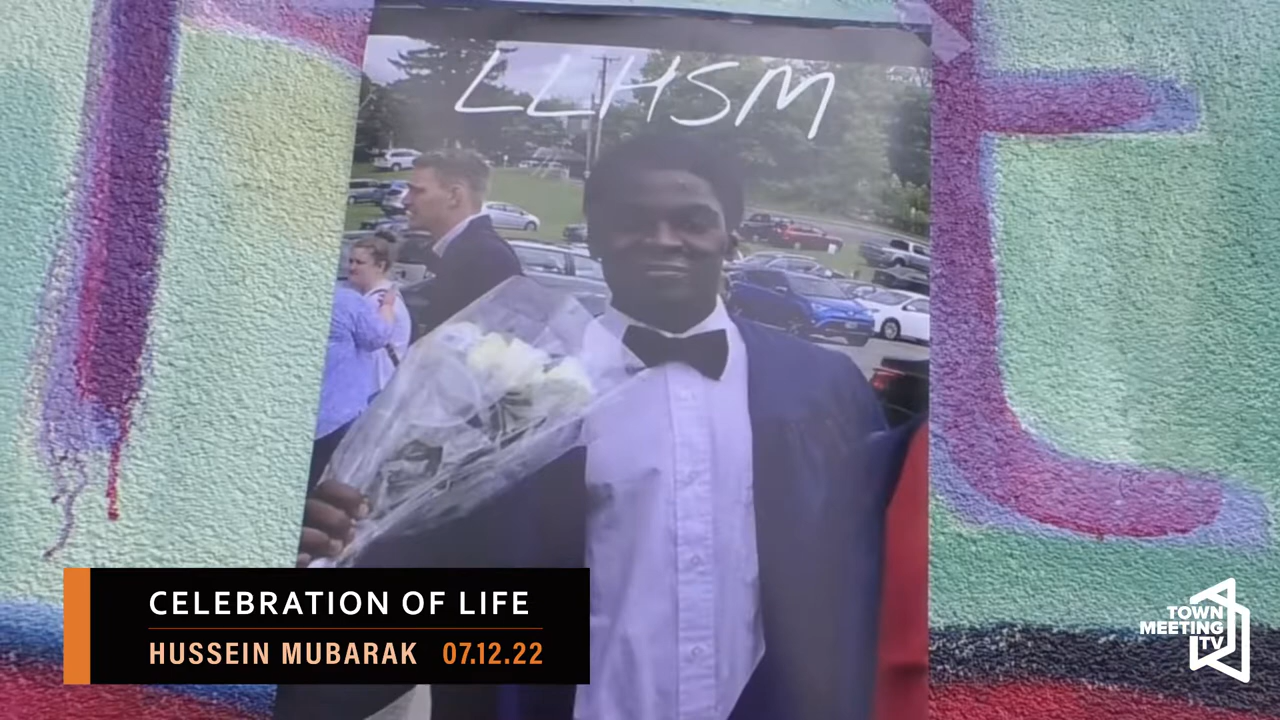 LLHSM
CELEBRATION OF LIFE
HUSSEIN MUBARAK 07.12.22
TOWN
MEETING
TV